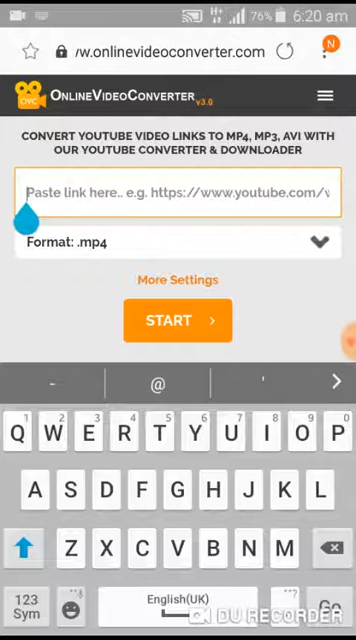 76% 6:20 am
/w.onlinevideoconverter.com
N
OVC ONLINEVIDEOCONVERTER v3.0
CONVERT YOUTUBE VIDEO LINKS TO MP4, MP3, AVI WITH
OUR YOUTUBE CONVERTER & DOWNLOADER
Paste link here.. e.g. https://www.youtube.com/v
Format: .mp4
More Settings
START
- @ '
1 2 3 4 5 6 7 8 9 0
Q W E R T Y U I O P
A S D F G H J K L
Z X C V B N M
123
Sym
English(UK)
Go
DU RECORDER